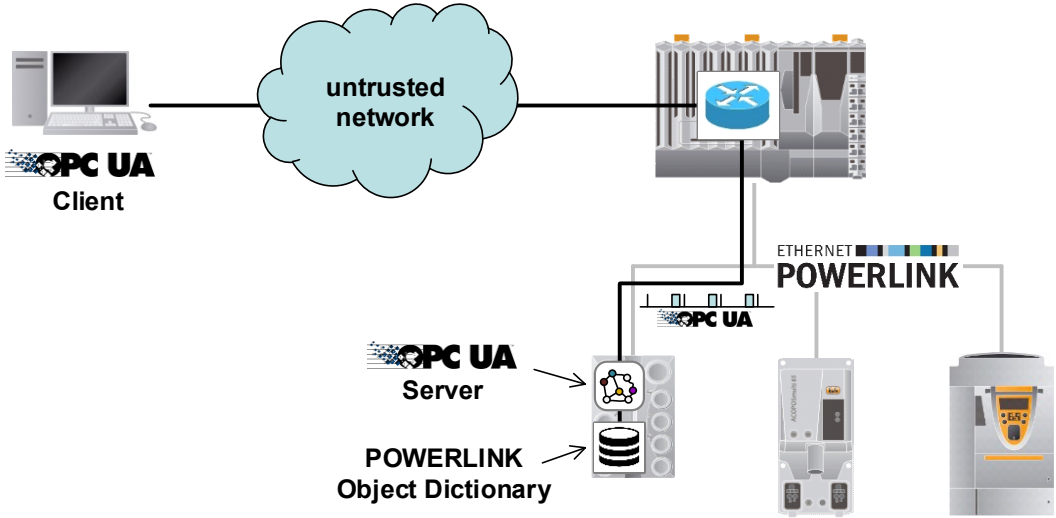 untrusted
network
OPC UA
Client
ETHERNET
POWERLINK
OPC UA
OPC UA
Server
POWERLINK
Object Dictionary